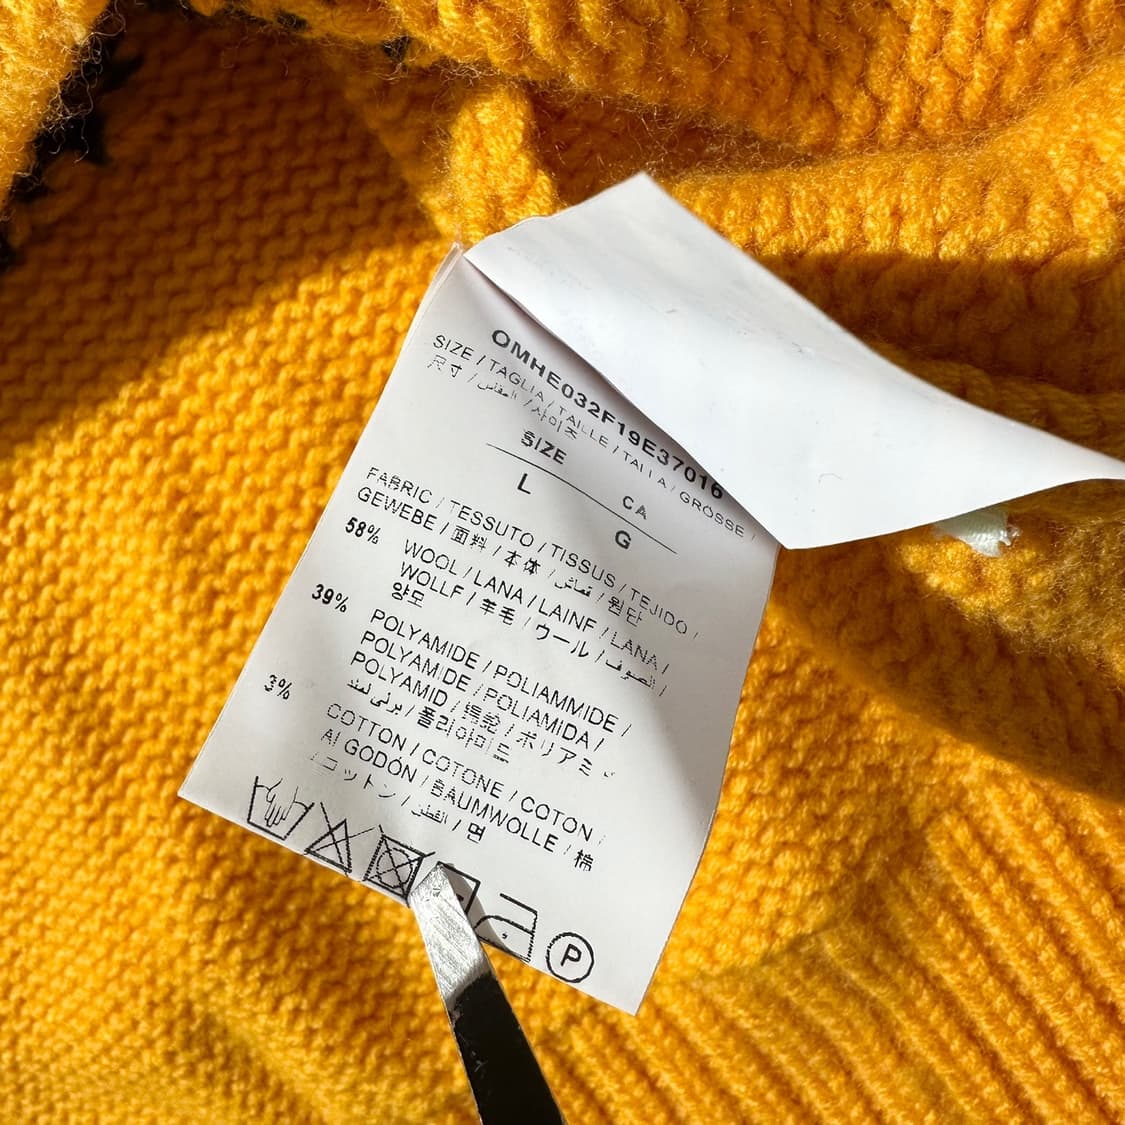 OMHE032F19E37016
SIZE / TAGLIA / TAILLE / TALLA / GRÖSSE /
尺寸 / المقاس / 사이즈
SIZE CA
L G
FABRIC / TESSUTO / TISSUS / TEJIDO /
GEWEBE / 面料 / 本体 / قماش / 원단
58% WOOL / LANA / LAINE / LANA /
WOLLE / 羊毛 / ウール / الصوف /
양모
39% POLYAMIDE / POLIAMMIDE /
POLYAMIDE / POLIAMIDA /
POLYAMID / 绵纶 / ポリアミド
/ 폴리아미드
3% COTTON / COTONE / COTON /
ALGODÓN / BAUMWOLLE / 棉
/ コットン / القطن / 면
P